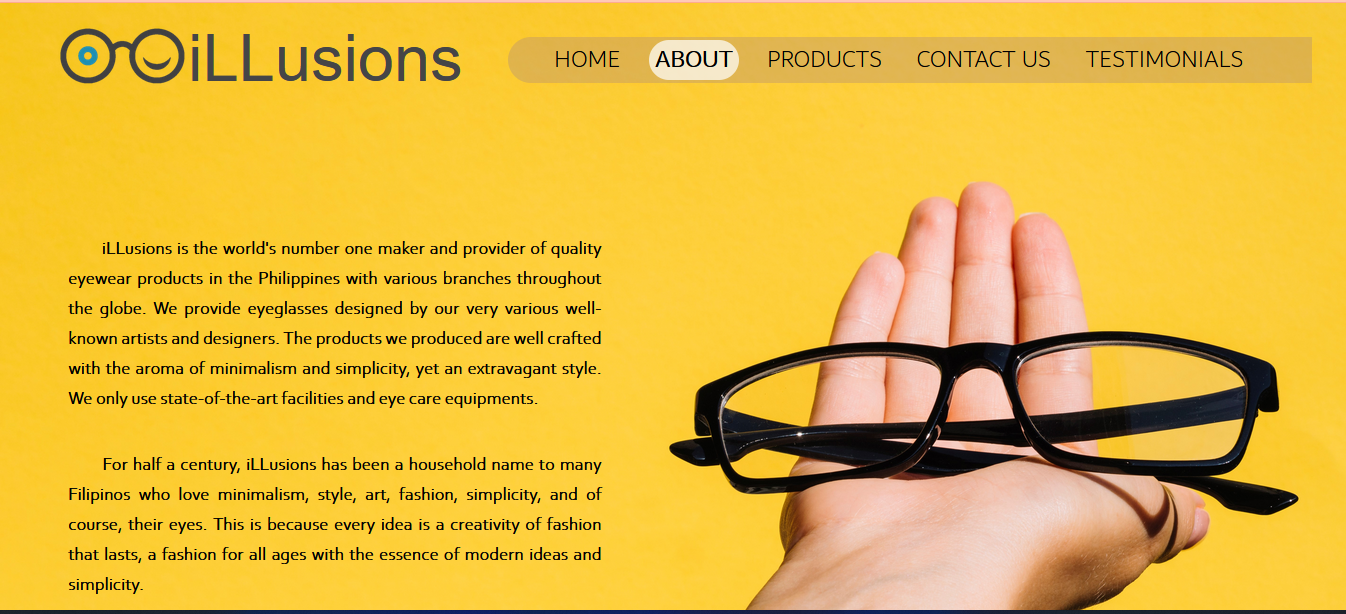 iLLusions
HOME ABOUT PRODUCTS CONTACT US TESTIMONIALS
iLLusions is the world's number one maker and provider of quality
eyewear products in the Philippines with various branches throughout
the globe. We provide eyeglasses designed by our very various well-
known artists and designers. The products we produced are well crafted
with the aroma of minimalism and simplicity, yet an extravagant style.
We only use state-of-the-art facilities and eye care equipments.
For half a century, iLLusions has been a household name to many
Filipinos who love minimalism, style, art, fashion, simplicity, and of
course, their eyes. This is because every idea is a creativity of fashion
that lasts, a fashion for all ages with the essence of modern ideas and
simplicity.